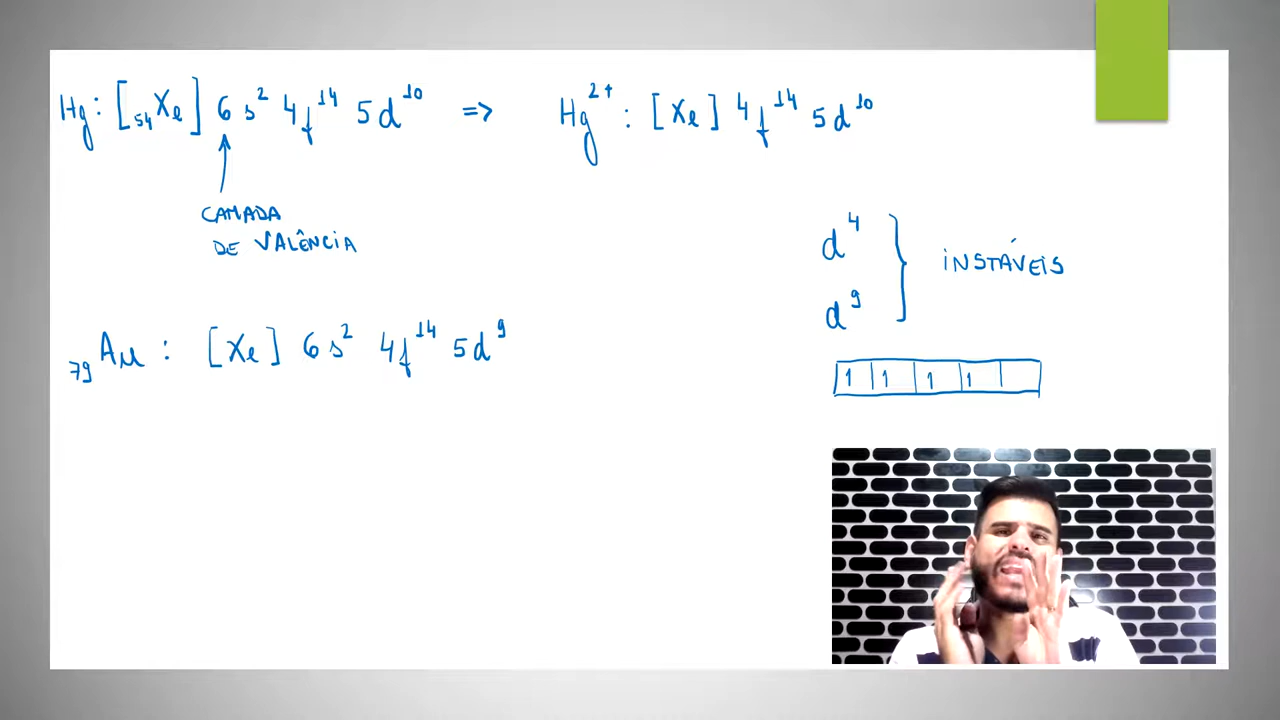 Hg: [₅₄Xe] 6s² 4f¹⁴ 5d¹⁰ => Hg²⁺: [Xe] 4f¹⁴ 5d¹⁰
CAMADA
DE VALÊNCIA
d⁴
d⁹
INSTÁVEIS
₇₉Au: [Xe] 6s² 4f¹⁴ 5d⁹
1 1 1 1